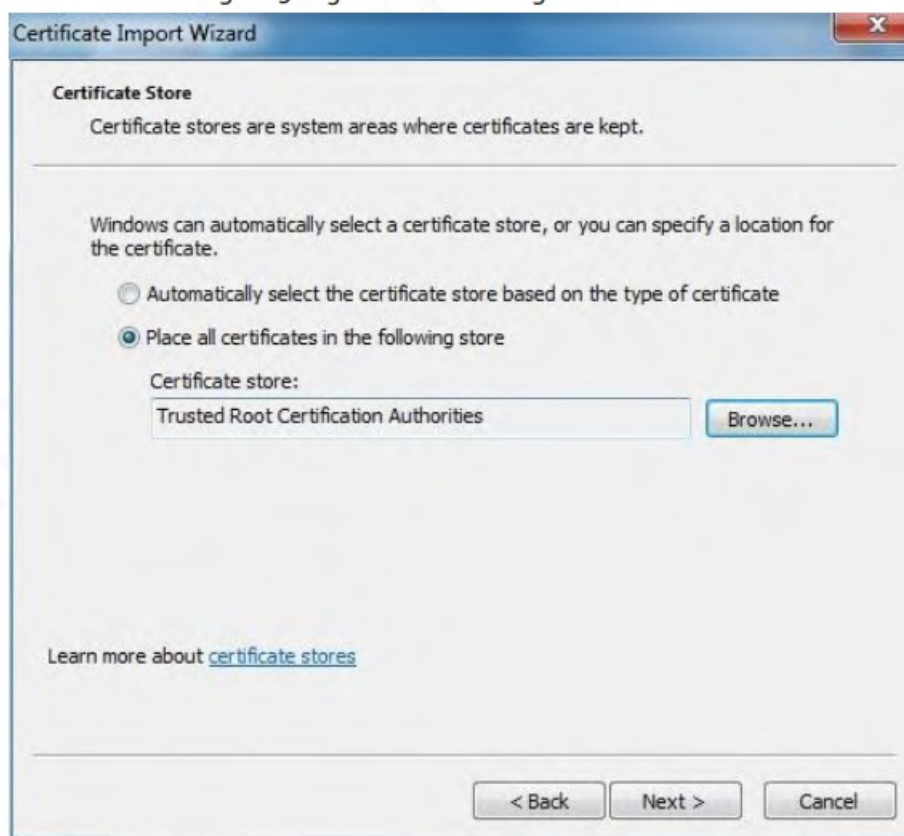 Certificate Import Wizard
Certificate Store
Certificate stores are system areas where certificates are kept.
Windows can automatically select a certificate store, or you can specify a location for
the certificate.
Automatically select the certificate store based on the type of certificate
Place all certificates in the following store
Certificate store:
Trusted Root Certification Authorities
Browse...
Learn more about certificate stores
< Back
Next >
Cancel